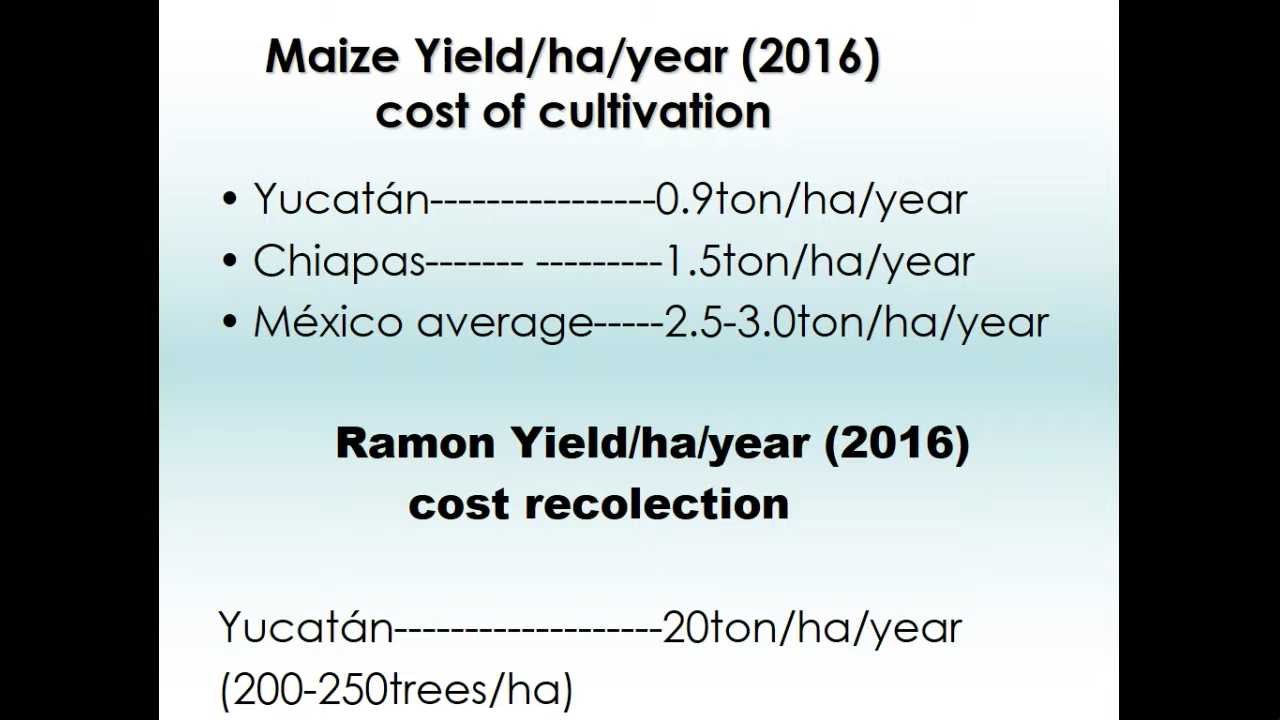 Maize Yield/ha/year (2016)
cost of cultivation
• Yucatán----------------0.9ton/ha/year
• Chiapas------- ---------1.5ton/ha/year
• México average-----2.5-3.0ton/ha/year
Ramon Yield/ha/year (2016)
cost recolection
Yucatán-------------------20ton/ha/year
(200-250trees/ha)